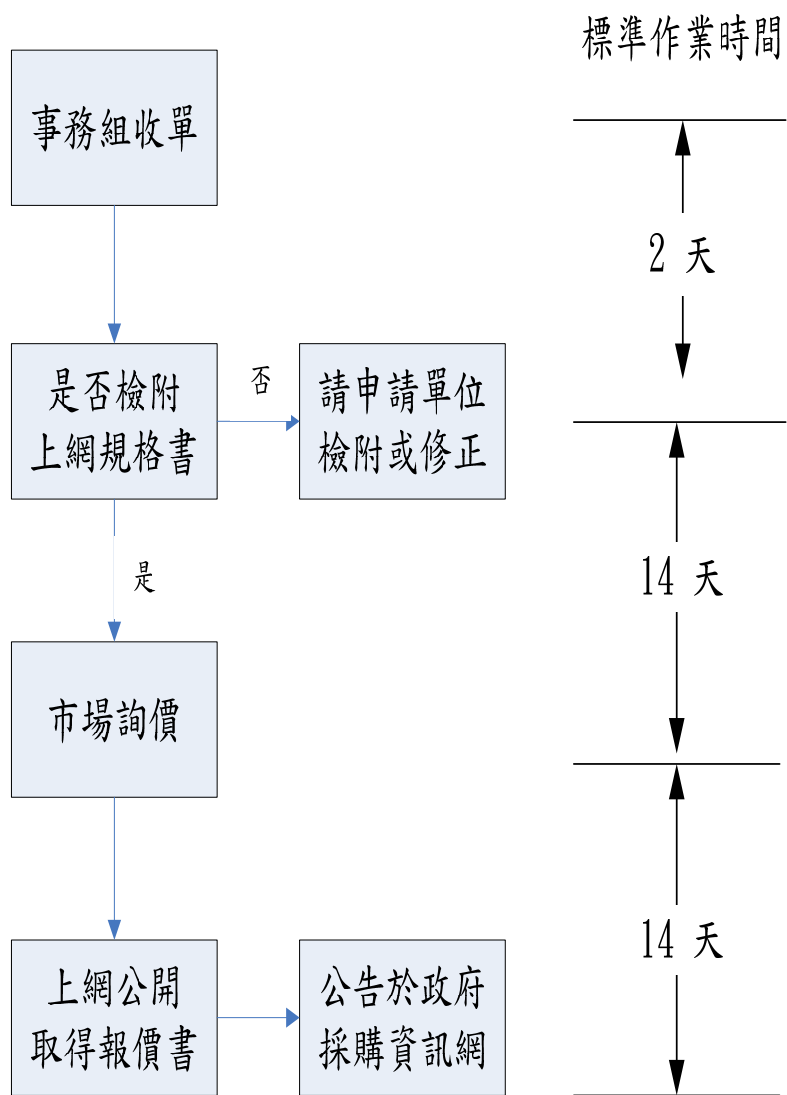 標準作業時間
事務組收單
2 天
是否檢附
上網規格書
否
請申請單位
檢附或修正
14 天
是
市場詢價
14 天
上網公開
取得報價書
公告於政府
採購資訊網